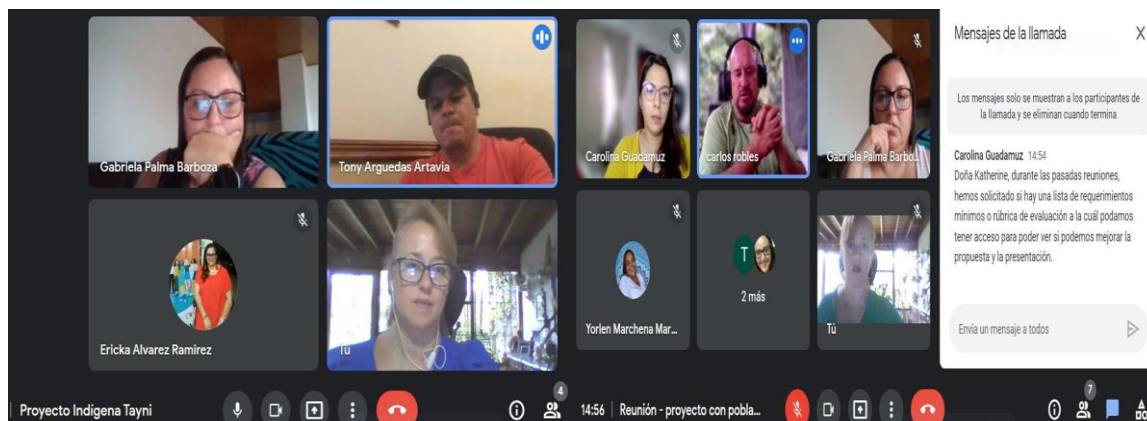 Gabriela Palma Barboza
Tony Arguedas Artavia
Ericka Alvarez Ramirez
Tú
Proyecto Indígena Tayni
4
Carolina Guadamuz
carlos robles
Gabriela Palma Barbo...
Yorlen Marchena Mar...
T
2 más
Tú
14:56 | Reunión - proyecto con pobla...
7
Mensajes de la llamada
Los mensajes solo se muestran a los participantes de
la llamada y se eliminan cuando termina
Carolina Guadamuz 14:54
Doña Katherine, durante las pasadas reuniones,
hemos solicitado si hay una lista de requerimientos
mínimos o rúbrica de evaluación a la cuál podamos
tener acceso para poder ver si podemos mejorar la
propuesta y la presentación.
Envía un mensaje a todos